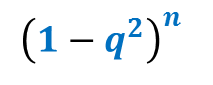 (1 − q²)ⁿ